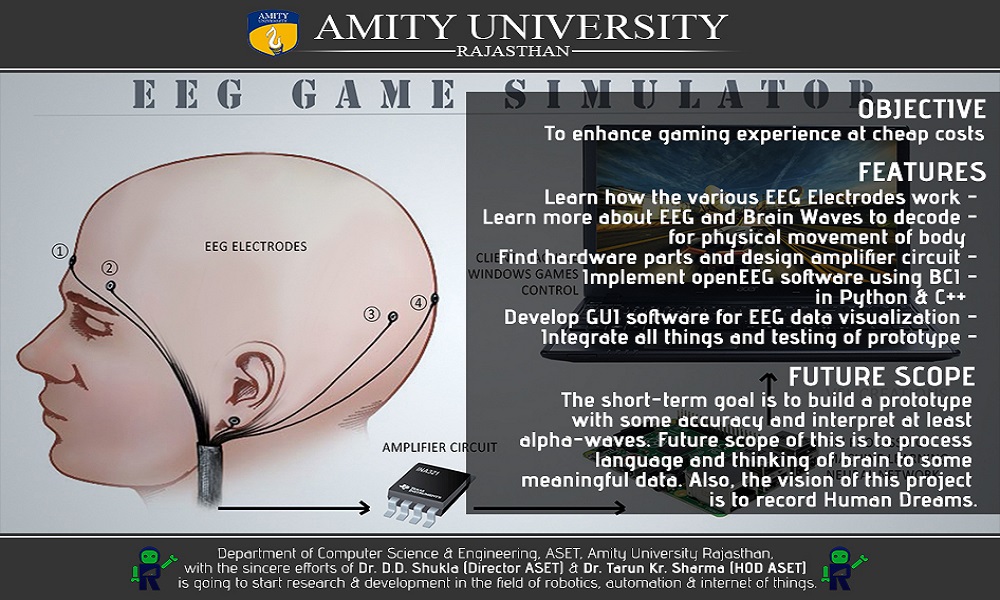 AMITY
UNIVERSITY
AMITY UNIVERSITY
RAJASTHAN
EEG GAME SIMULATOR
OBJECTIVE
To enhance gaming experience at cheap costs
FEATURES
Learn how the various EEG Electrodes work -
Learn more about EEG and Brain Waves to decode -
for physical movement of body
Find hardware parts and design amplifier circuit -
Implement openEEG software using BCI -
in Python & C++
Develop GUI software for EEG data visualization -
Integrate all things and testing of prototype -
FUTURE SCOPE
The short-term goal is to build a prototype
with some accuracy and interpret at least
alpha-waves. Future scope of this is to process
language and thinking of brain to some
meaningful data. Also, the vision of this project
is to record Human Dreams.
EEG ELECTRODES
1
2
3
4
WINDOWS GAMES
CONTROL
AMPLIFIER CIRCUIT
INA321
Texas
Instruments
Department of Computer Science & Engineering, ASET, Amity University Rajasthan,
with the sincere efforts of Dr. D.D. Shukla (Director ASET) & Dr. Tarun Kr. Sharma (HOD ASET)
is going to start research & development in the field of robotics, automation & internet of things.